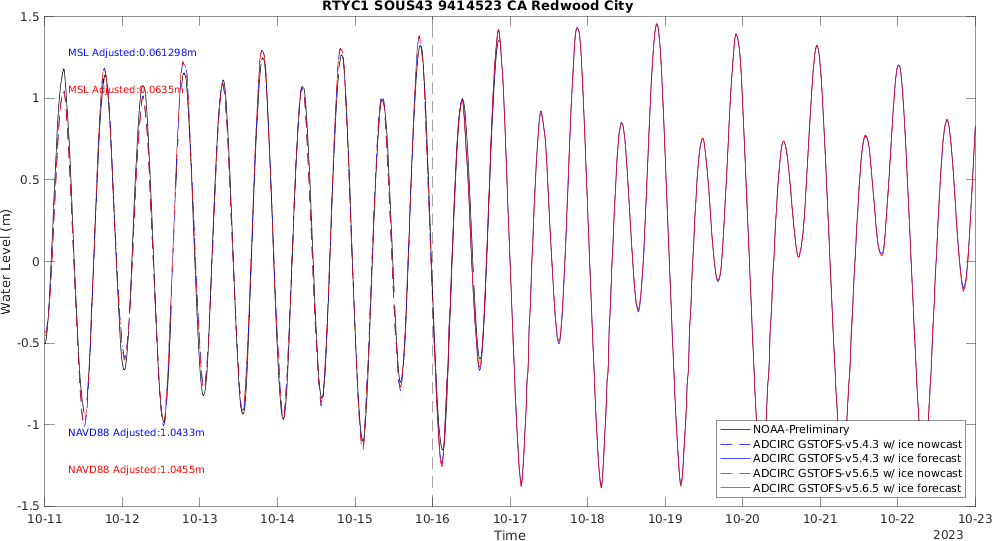 RTYC1 SOUS43 9414523 CA Redwood City
1.5
1
0.5
0
-0.5
-1
-1.5
Water Level (m)
MSL Adjusted:0.061298m
MSL Adjusted:0.0635m
NAVD88 Adjusted:1.0433m
NAVD88 Adjusted:1.0455m
NOAA-Preliminary
ADCIRC GSTOFS-v5.4.3 w/ ice nowcast
ADCIRC GSTOFS-v5.4.3 w/ ice forecast
ADCIRC GSTOFS-v5.6.5 w/ ice nowcast
ADCIRC GSTOFS-v5.6.5 w/ ice forecast
10-11 10-12 10-13 10-14 10-15 10-16 10-17 10-18 10-19 10-20 10-21 10-22 10-23
Time
2023